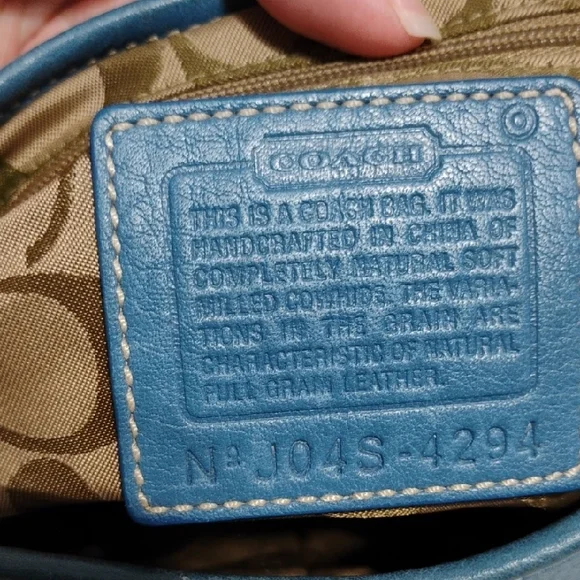 COACH
THIS IS A COACH BAG. IT WAS
HANDCRAFTED IN CHINA OF
COMPLETELY NATURAL SOFT
MILLED COWHIDE. THE VARIA-
TIONS IN THE GRAIN ARE
CHARACTERISTIC OF NATURAL
FULL GRAIN LEATHER.
Nº J04S-4294